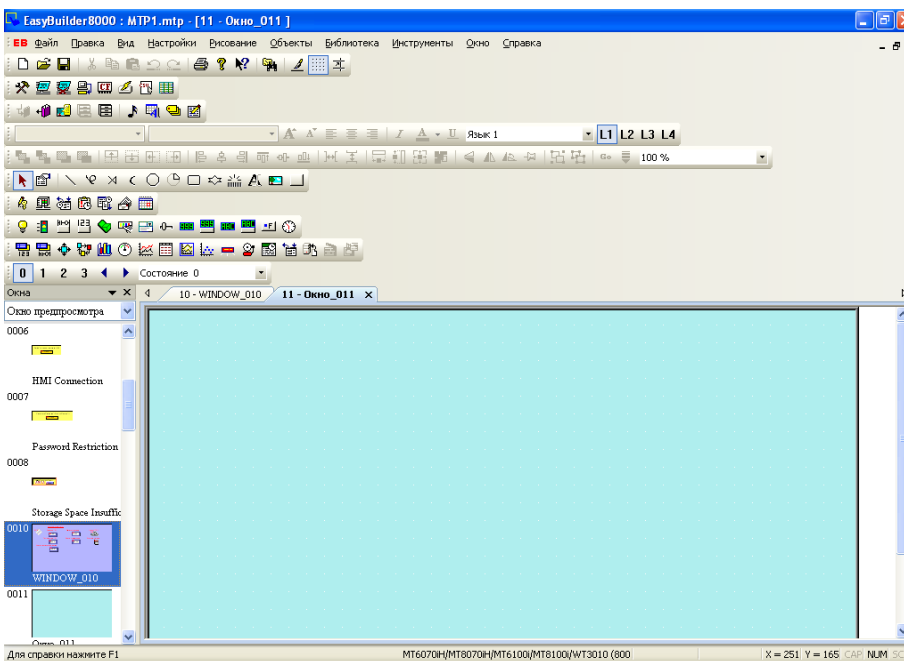 EasyBuilder8000 : MTP1.mtp - [11 - Окно_011 ]
EB Файл Правка Вид Настройки Рисование Объекты Библиотека Инструменты Окно Справка
Язык 1 L1 L2 L3 L4
100 %
0 1 2 3 Состояние 0
Окна 10 - WINDOW_010 11 - Окно_011
Окно предпросмотра
0006
HMI Connection
0007
Password Restriction
0008
Storage Space Insuffic
0010
WINDOW_010
0011
Окно_011
Для справки нажмите F1 MT6070iH/MT8070iH/MT6100i/MT8100i/WT3010 (800 X = 251 Y = 165 CAP NUM SC